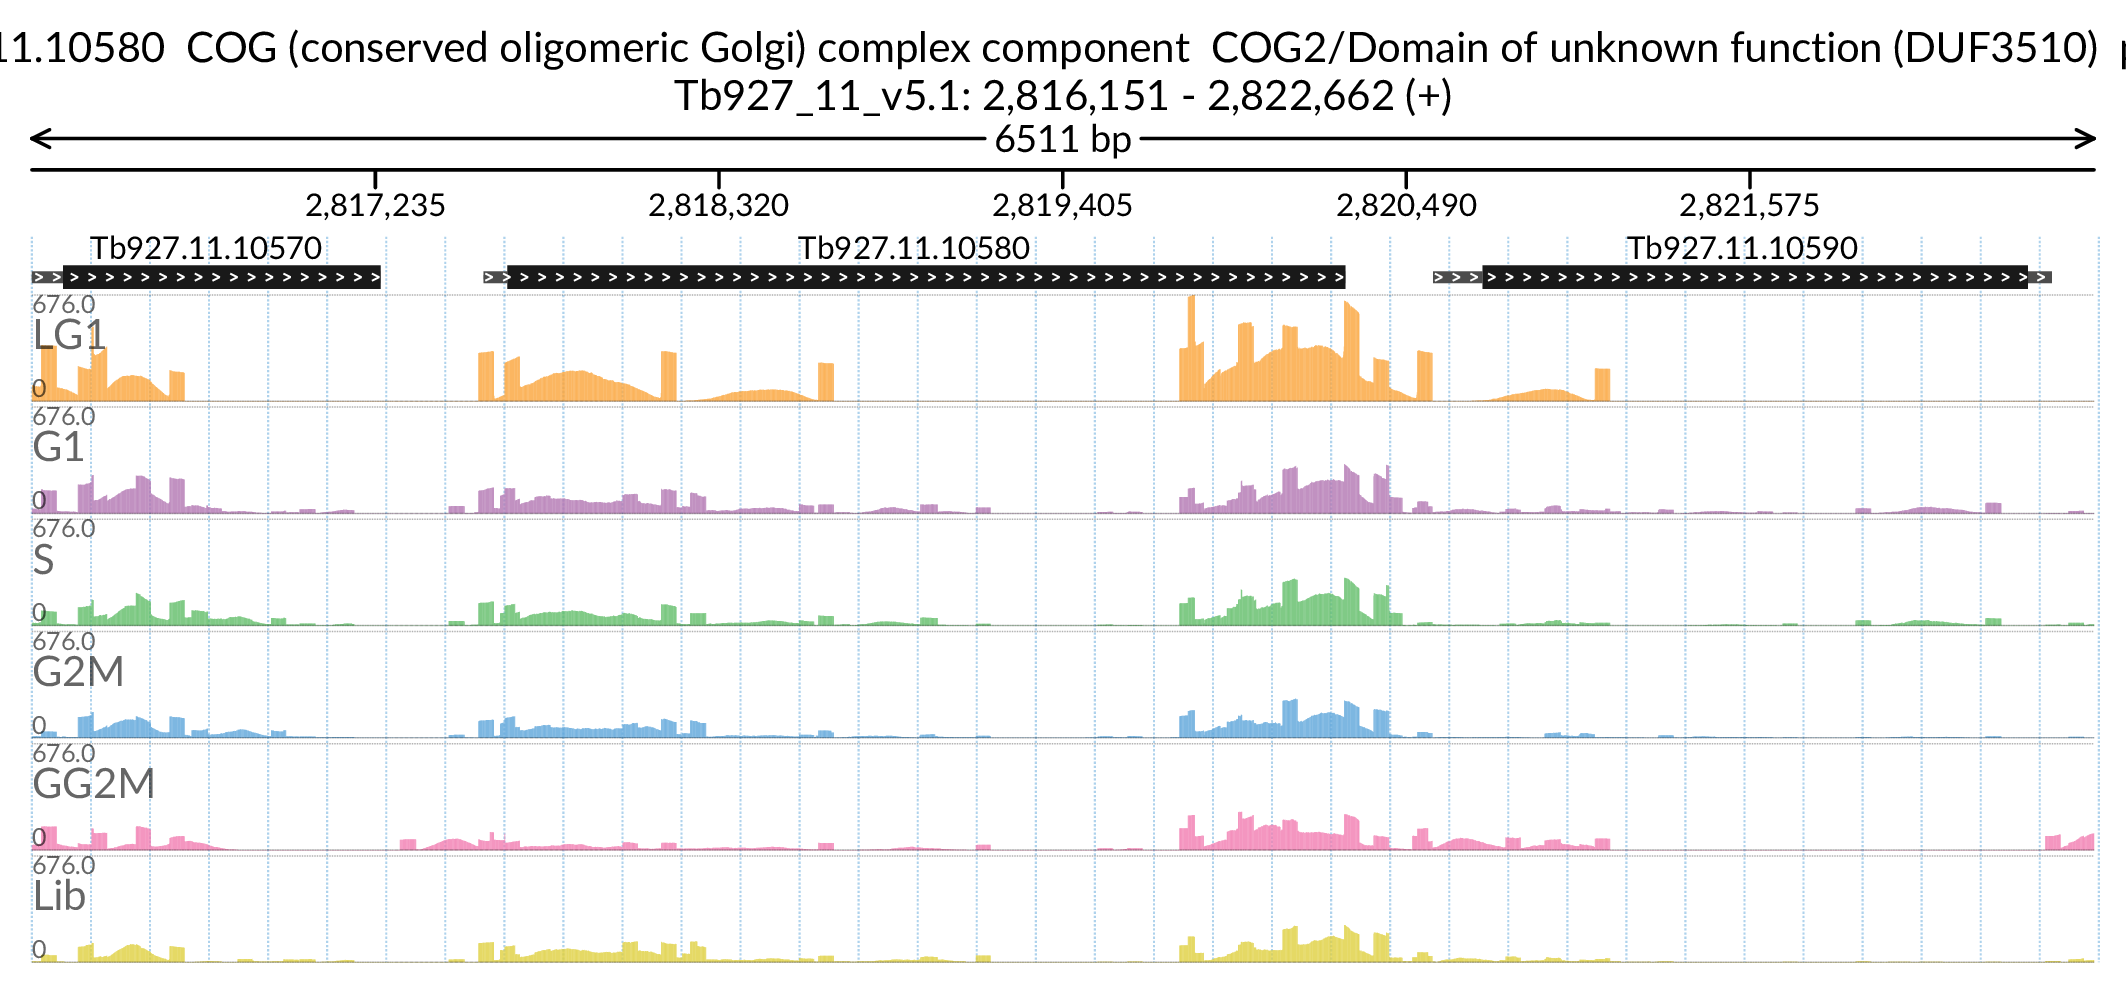 11.10580 COG (conserved oligomeric Golgi) complex component COG2/Domain of unknown function (DUF3510)
Tb927_11_v5.1: 2,816,151 - 2,822,662 (+)
6511 bp
2,817,235 2,818,320 2,819,405 2,820,490 2,821,575
Tb927.11.10570 Tb927.11.10580 Tb927.11.10590
676.0
LG1
0
676.0
G1
0
676.0
S
0
676.0
G2M
0
676.0
GG2M
0
676.0
Lib
0